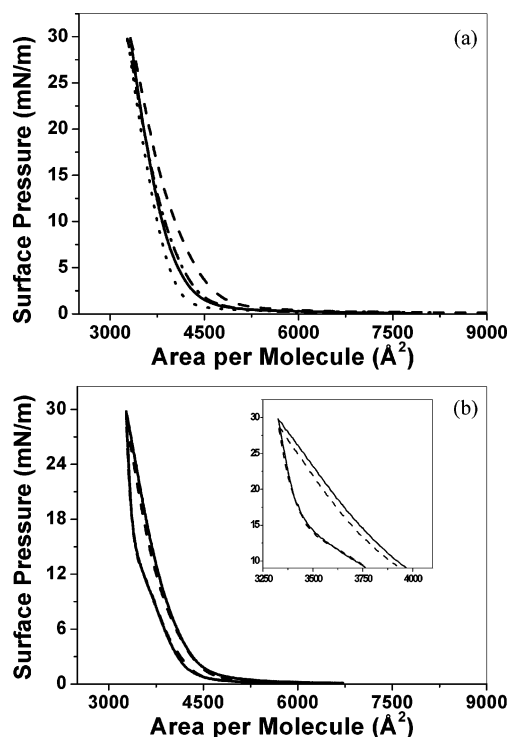 (a)
Surface Pressure (mN/m)
30
25
20
15
10
5
0
3000 4500 6000 7500 9000
Area per Molecule (Å²)
(b)
Surface Pressure (mN/m)
30
24
18
12
6
0
30
25
20
15
10
3250 3500 3750 4000
3000 4500 6000 7500 9000
Area per Molecule (Å²)